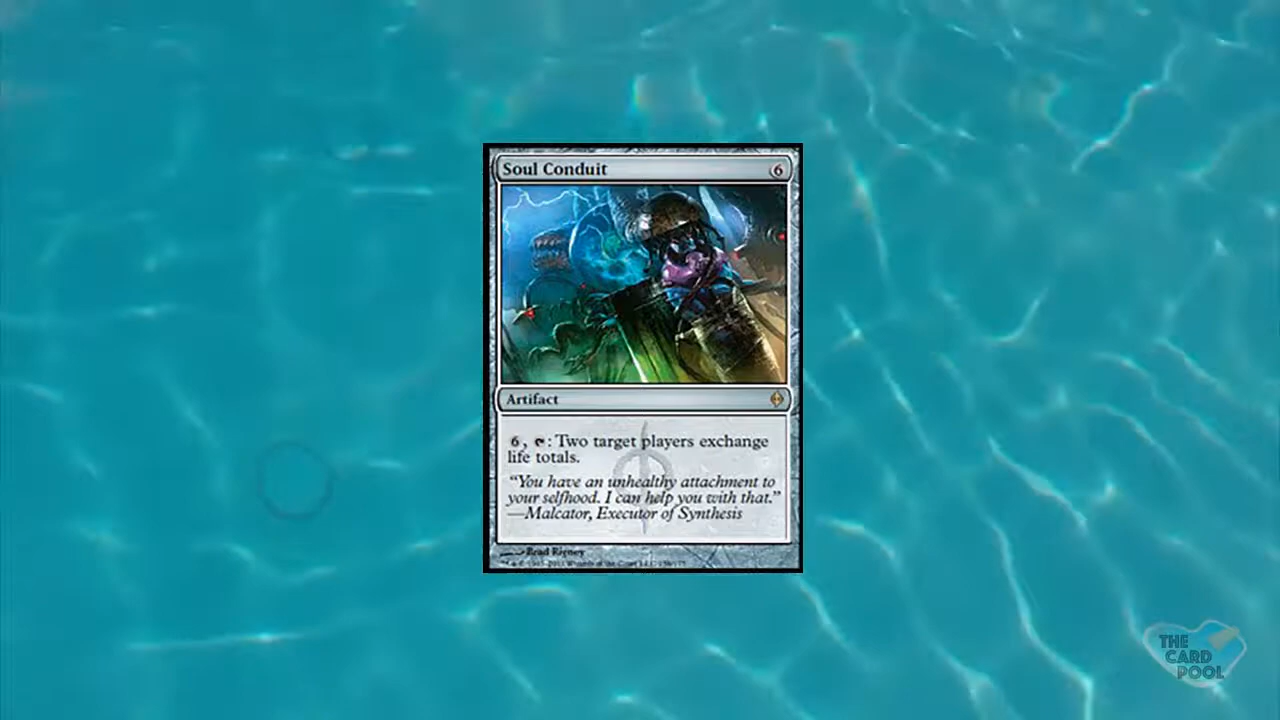 Soul Conduit 6
Artifact
6, T: Two target players exchange
life totals.
“You have an unhealthy attachment to
your selfhood. I can help you with that.”
—Malcator, Executor of Synthesis
Brad Rigney
THE
CARD
POOL